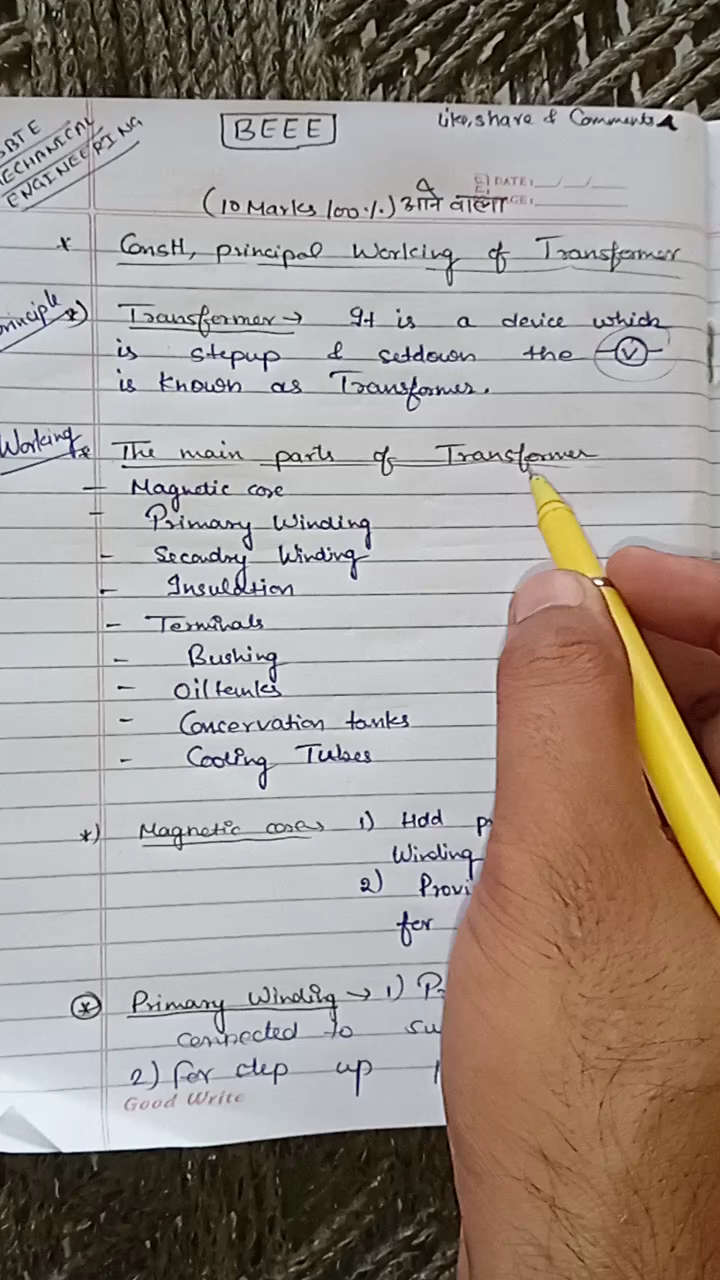 SBTE
MECHANICAL
ENGINEERING
BEEE
Like, share & Comments
DATE:
(10 Marks 100%) आने वाला
* Const, principal Working of Transformer
Principle *) Transformer → It is a device which
is stepup & setdown the V
is known as Transformer.
Working * The main parts of Transformer
- Magnetic core
- Primary Winding
- Secondry Winding
- Insulation
- Terminals
- Bushing
- Oil tanks
- Concervation tanks
- Cooling Tubes
*) Magnetic cores 1) Hold p
Winding
2) Provi
for
* Primary Winding → 1) P
connected to su
2) for step up
Good Write